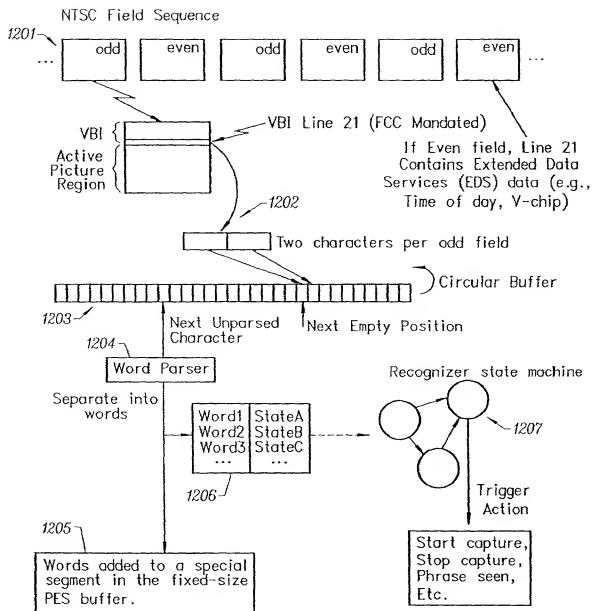 NTSC Field Sequence
1201
... odd even odd even odd even ...
VBI
VBI Line 21 (FCC Mandated)
Active
Picture
Region
If Even field, Line 21
Contains Extended Data
Services (EDS) data (e.g.,
Time of day, V-chip)
1202
Two characters per odd field
Circular Buffer
1203
Next Unparsed
Character
Next Empty Position
1204
Word Parser
Recognizer state machine
Separate into
words
Word1 StateA
Word2 StateB
Word3 StateC
... ...
1206
1207
Trigger
Action
1205
Words added to a special
segment in the fixed-size
PES buffer.
Start capture,
Stop capture,
Phrase seen,
Etc.